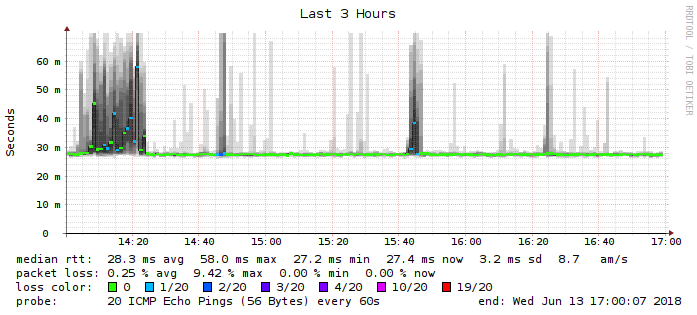 Last 3 Hours
RRDTOOL / TOBI OETIKER
Seconds
60 m
50 m
40 m
30 m
20 m
10 m
0
14:20 14:40 15:00 15:20 15:40 16:00 16:20 16:40 17:00
median rtt: 28.3 ms avg 58.0 ms max 27.2 ms min 27.4 ms now 3.2 ms sd 8.7 am/s
packet loss: 0.25 % avg 9.42 % max 0.00 % min 0.00 % now
loss color: 0 1/20 2/20 3/20 4/20 10/20 19/20
probe: 20 ICMP Echo Pings (56 Bytes) every 60s end: Wed Jun 13 17:00:07 2018